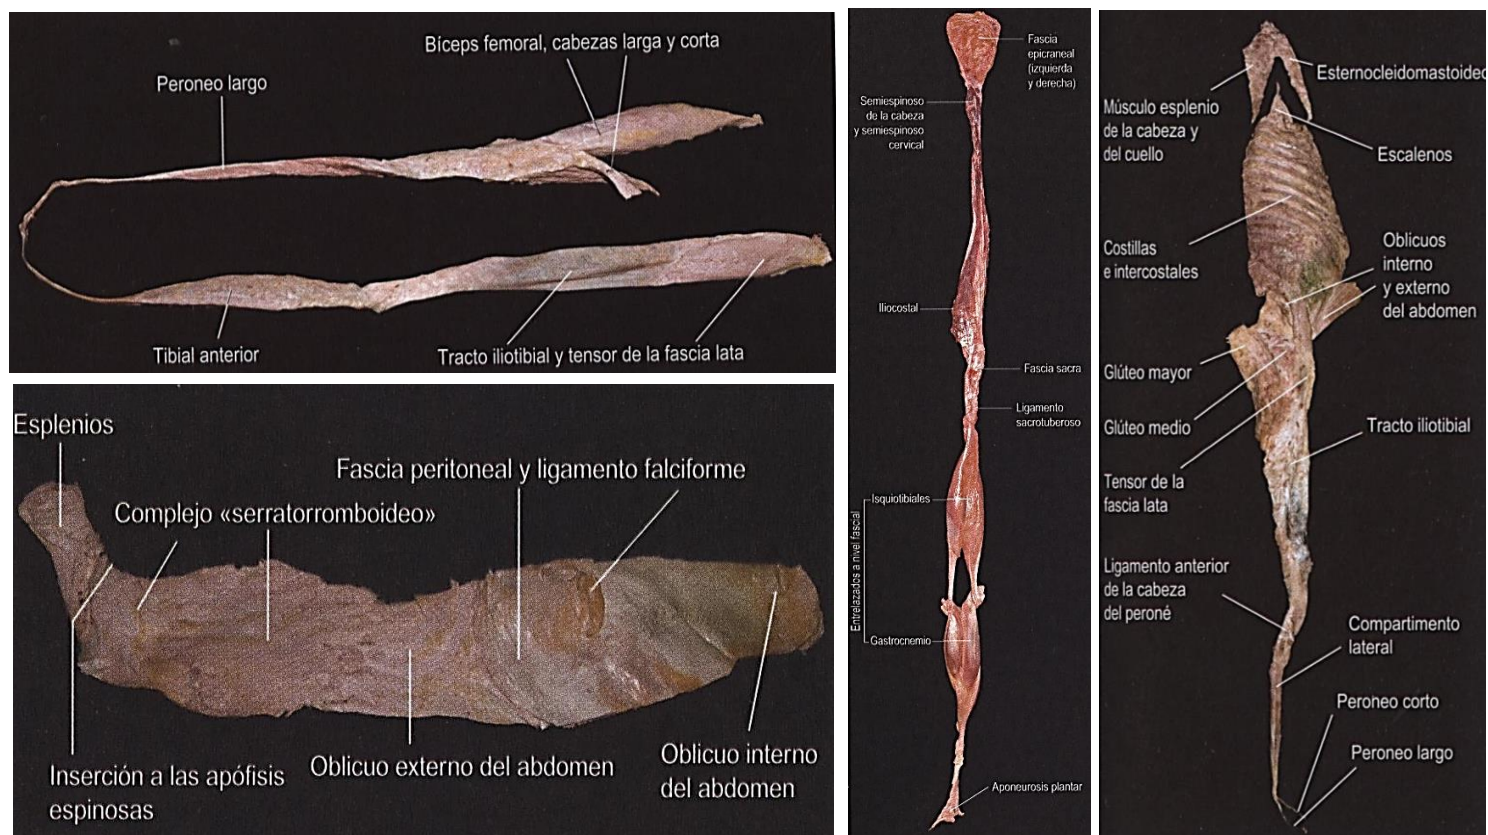 Bíceps femoral, cabezas larga y corta
Peroneo largo
Tibial anterior
Tracto iliotibial y tensor de la fascia lata
Esplenios
Fascia peritoneal y ligamento falciforme
Complejo «serratorromboideo»
Inserción a las apófisis
espinosas
Oblicuo externo del abdomen
Oblicuo interno
del abdomen
Fascia
epicraneal
(izquierda
y derecha)
Semiespinoso
de la cabeza
y semiespinoso
cervical
Iliocostal
Fascia sacra
Ligamento
sacrotuberoso
Isquiotibiales
Entrelazados a nivel fascial
Gastrocnemio
Aponeurosis plantar
Esternocleidomastoideo
Músculo esplenio
de la cabeza y
del cuello
Escalenos
Costillas
e intercostales
Oblicuos
interno
y externo
del abdomen
Glúteo mayor
Glúteo medio
Tracto iliotibial
Tensor de la
fascia lata
Ligamento anterior
de la cabeza
del peroné
Compartimento
lateral
Peroneo corto
Peroneo largo